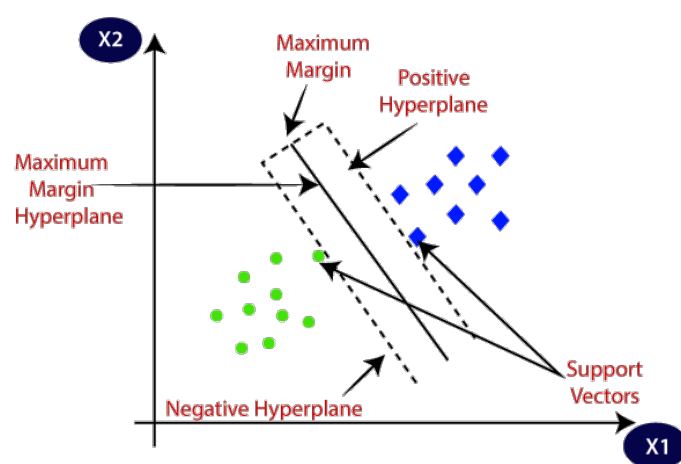 X2
Maximum
Margin
Positive
Hyperplane
Maximum
Margin
Hyperplane
Support
Vectors
Negative Hyperplane
X1